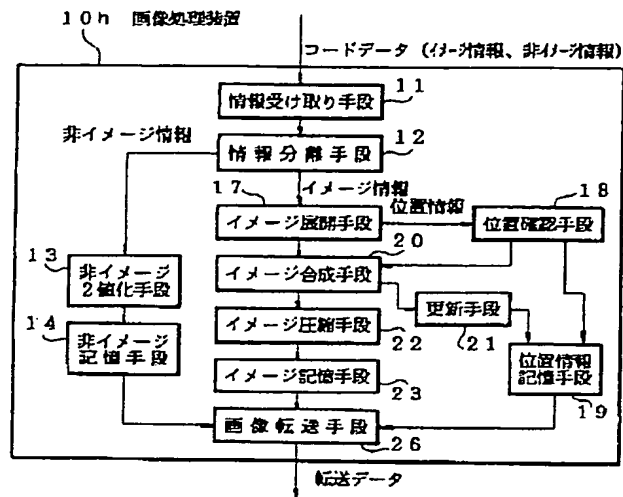 10h 画像処理装置
コードデータ (イメージ情報、非イメージ情報)
11
情報受け取り手段
12
非イメージ情報
情報分離手段
17
イメージ情報
位置情報
18
イメージ展開手段
位置確認手段
20
13
非イメージ
2値化手段
イメージ合成手段
更新手段
21
14
非イメージ
記憶手段
イメージ圧縮手段
22
位置情報
記憶手段
19
イメージ記憶手段
23
画像転送手段
26
転送データ